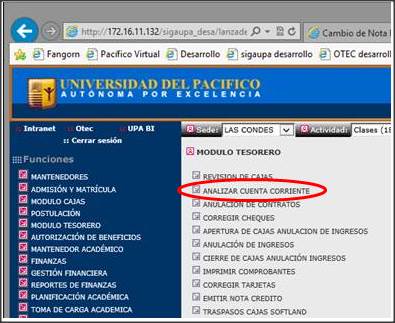 http://172.16.11.132/sigaupa_desa/lanzade
Cambio de Nota
Fangorn
Pacífico Virtual
Desarrollo
sigaupa desarrollo
OTEC desarroll
UNIVERSIDAD DEL PACIFICO
AUTÓNOMA POR EXCELENCIA
Intranet :: Otec :: UPA BI
:: Cerrar sesión
Sede: LAS CONDES
Actividad: Clases (18
Funciones
MANTENEDORES
ADMISIÓN Y MATRÍCULA
MODULO CAJAS
POSTULACIÓN
MODULO TESORERO
AUTORIZACIÓN DE BENEFICIOS
MANTENEDOR ACADÉMICO
FINANZAS
GESTIÓN FINANCIERA
REPORTES DE FINANZAS
PLANIFICACIÓN ACADÉMICA
TOMA DE CARGA ACADEMICA
MODULO TESORERO
REVISION DE CAJAS
ANALIZAR CUENTA CORRIENTE
ANULACION DE CONTRATOS
CORREGIR CHEQUES
APERTURA DE CAJAS ANULACION DE INGRESOS
ANULACIÓN DE INGRESOS
CIERRE DE CAJAS ANULACIÓN INGRESOS
IMPRIMIR COMPROBANTES
CORREGIR TARJETAS
EMITIR NOTA CREDITO
TRASPASOS CAJAS SOFTLAND